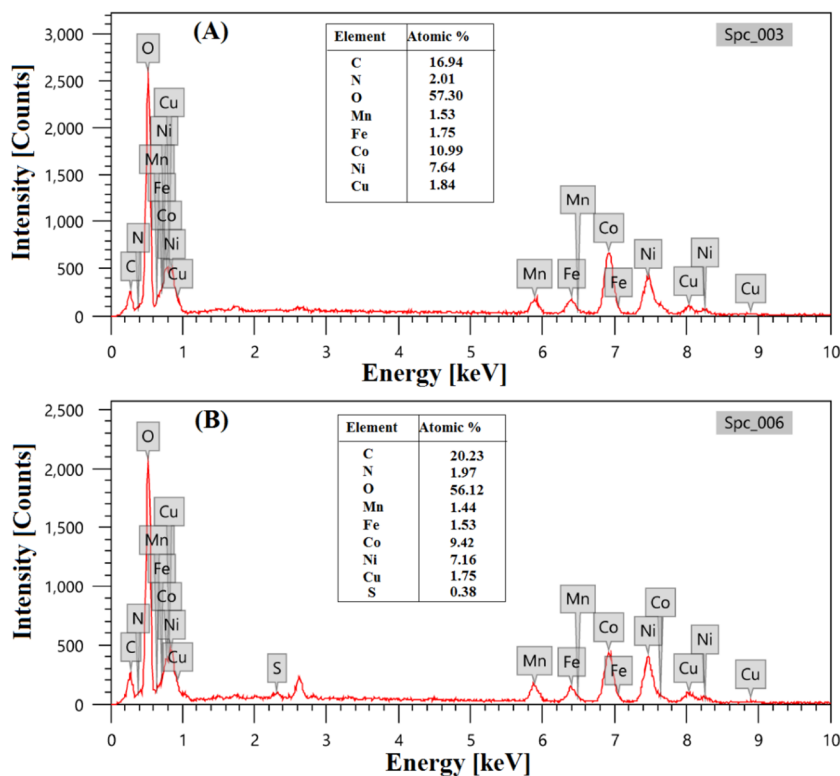 (A)
Spc_003
Element Atomic %
C 16.94
N 2.01
O 57.30
Mn 1.53
Fe 1.75
Co 10.99
Ni 7.64
Cu 1.84
Intensity [Counts]
3,000
2,500
2,000
1,500
1,000
500
0
O
Cu
Ni
Mn
Fe
Co
N
Ni
C
Cu
Mn
Fe
Mn
Co
Fe
Ni
Cu
Ni
Cu
0 1 2 3 4 5 6 7 8 9 10
Energy [keV]
(B)
Spc_006
Element Atomic %
C 20.23
N 1.97
O 56.12
Mn 1.44
Fe 1.53
Co 9.42
Ni 7.16
Cu 1.75
S 0.38
Intensity [Counts]
2,500
2,000
1,500
1,000
500
0
O
Cu
Mn
Fe
Co
N
Ni
C
Cu
S
Mn
Fe
Mn
Co
Fe
Ni
Co
Cu
Ni
Cu
0 1 2 3 4 5 6 7 8 9 10
Energy [keV]